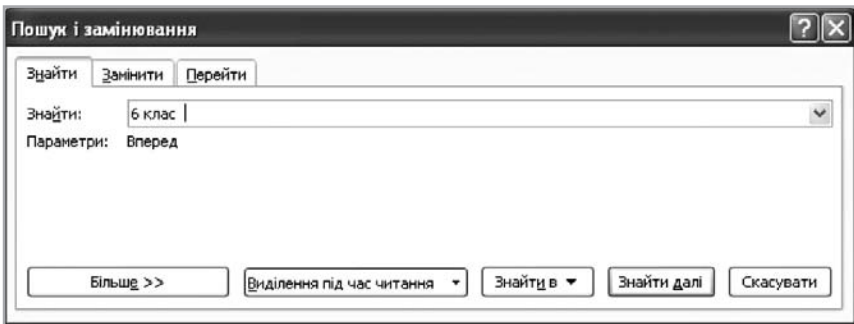 Пошук і замінювання
Знайти Замінити Перейти
Знайти: 6 клас
Параметри: Вперед
Більше >> Виділення під час читання Знайти в Знайти далі Скасувати